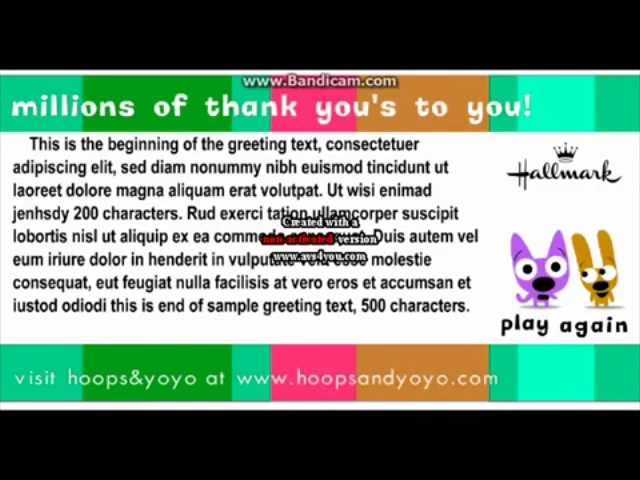 www.Bandicam.com
millions of thank you's to you!
This is the beginning of the greeting text, consectetuer
adipiscing elit, sed diam nonummy nibh euismod tincidunt ut
laoreet dolore magna aliquam erat volutpat. Ut wisi enimad
jenhsdy 200 characters. Rud exerci tation ullamcorper suscipit
lobortis nisl ut aliquip ex ea Duis autem vel
eum iriure dolor in henderit in vulputate esse molestie
consequat, eut feugiat nulla facilisis at vero eros et accumsan et
iustod odiodi this is end of sample greeting text, 500 characters.
Created with a
non-activated version
www.avs4you.com
Hallmark
play again
visit hoops&yoyo at www.hoopsandyoyo.com